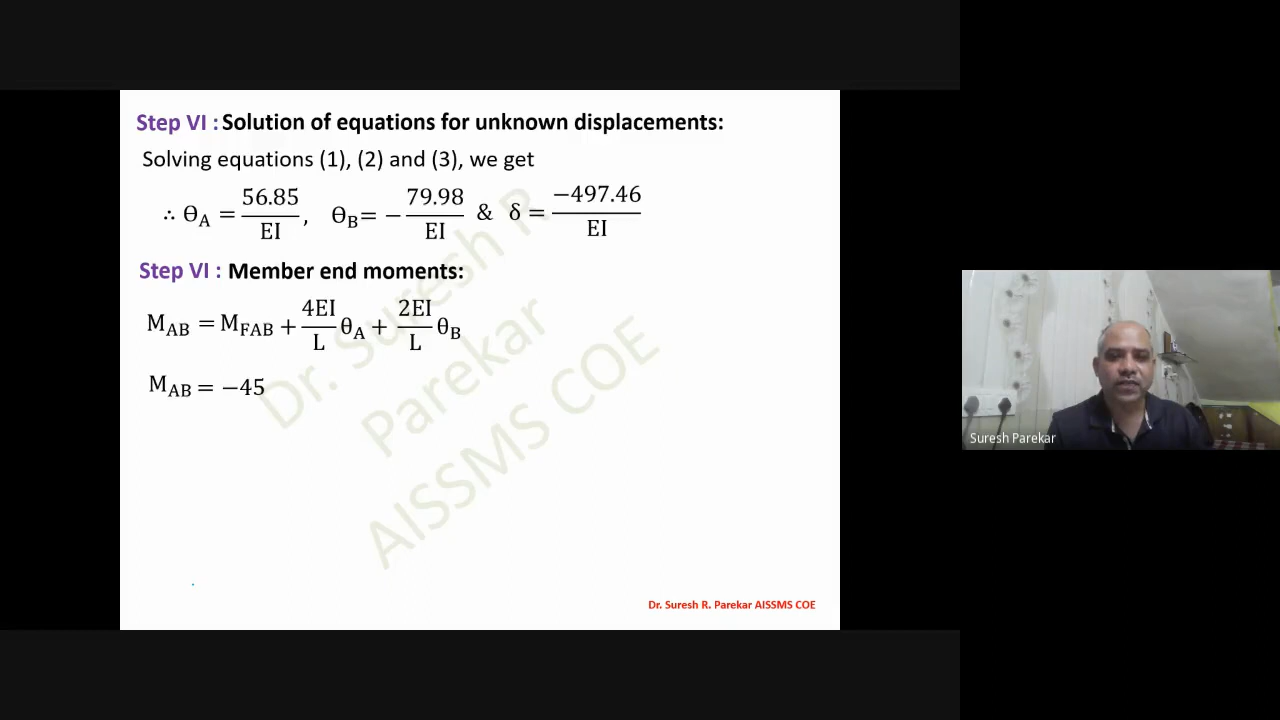 Step VI : Solution of equations for unknown displacements:
Solving equations (1), (2) and (3), we get
∴ ϴA = 56.85/EI, ϴB= − 79.98/EI & δ = −497.46/EI
Step VI : Member end moments:
MAB = MFAB + 4EI/L θA + 2EI/L θB
MAB = −45
Dr. Suresh R
Parekar
AISSMS COE
Dr. Suresh R. Parekar AISSMS COE
Suresh Parekar